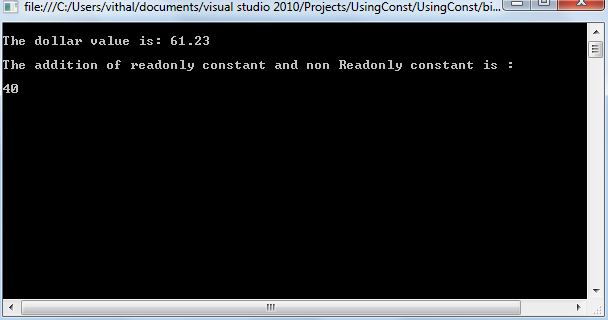 file:///C:/Users/vithal/documents/visual studio 2010/Projects/UsingConst/UsingConst/bi...
The dollar value is: 61.23
The addition of readonly constant and non Readonly constant is :
40